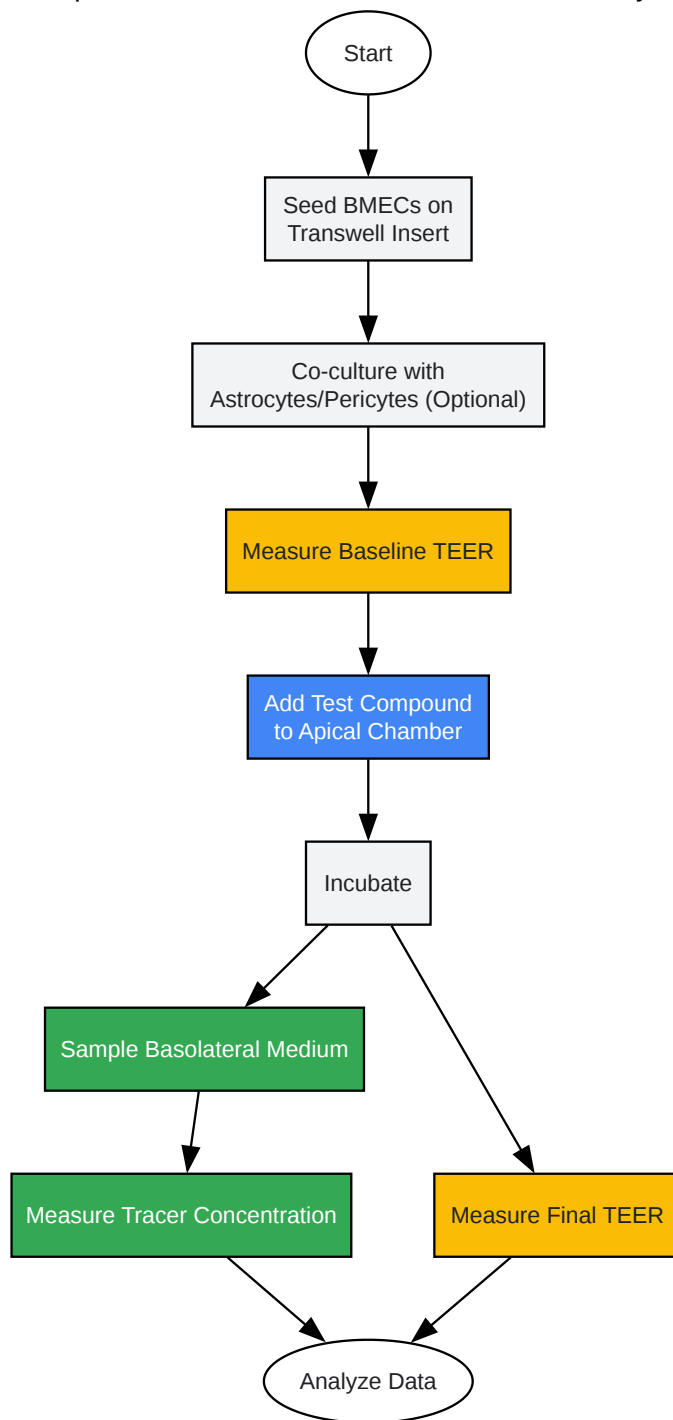 Start
Seed BMECs on
Transwell Insert
Co-culture with
Astrocytes/Pericytes (Optional)
Measure Baseline TEER
Add Test Compound
to Apical Chamber
Incubate
Sample Basolateral Medium
Measure Tracer Concentration
Measure Final TEER
Analyze Data